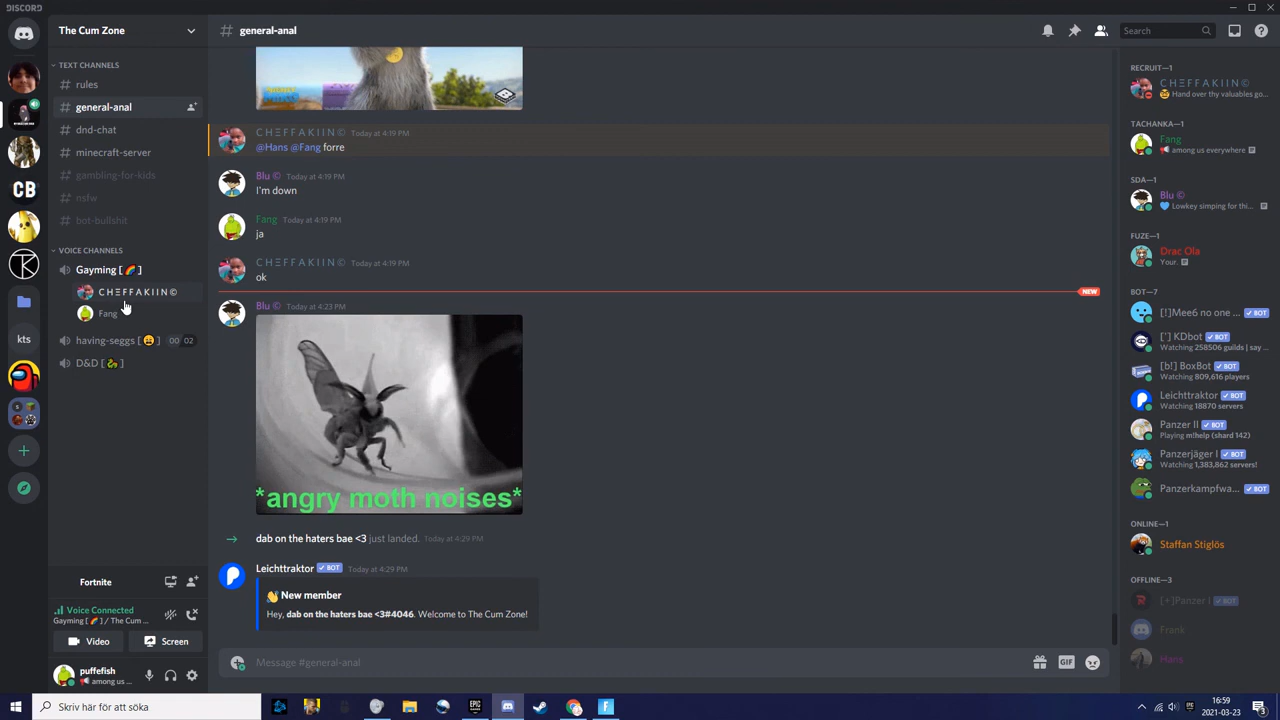 DISCORD
The Cum Zone
TEXT CHANNELS
# rules
# general-anal
# dnd-chat
# minecraft-server
# gambling-for-kids
# nsfw
# bot-bullshit
VOICE CHANNELS
Gayming [🌈]
C H Ξ F F A K I I N ©
Fang
having-seggs [😩] 00 02
D&D [🐉]
CB
kts
Fortnite
Voice Connected
Gayming [🌈] / The Cum ...
Video
Screen
puffefish
📢 among us ...
# general-anal
Search
C H Ξ F F A K I I N © Today at 4:19 PM
@Hans @Fang forre
Blu © Today at 4:19 PM
I'm down
Fang Today at 4:19 PM
ja
C H Ξ F F A K I I N © Today at 4:19 PM
ok
NEW
Blu © Today at 4:23 PM
*angry moth noises*
dab on the haters bae <3 just landed. Today at 4:29 PM
Leichttraktor ✓ BOT Today at 4:29 PM
👋 New member
Hey, dab on the haters bae <3#4046. Welcome to The Cum Zone!
Message #general-anal
GIF
RECRUIT—1
C H Ξ F F A K I I N ©
🤓 Hand over thy valuables go...
TACHANKA—1
Fang
📢 among us everywhere
SDA—1
Blu ©
💙 Lowkey simping for thi...
FUZE—1
Drac Ola
Your.
BOT—7
[!]Mee6 no one ... ✓ BOT
['] KDbot ✓ BOT
Watching 258506 guilds | say ...
[b!] BoxBot ✓ BOT
Watching 809,616 players
Leichttraktor ✓ BOT
Watching 18870 servers
Panzer II ✓ BOT
Playing m!help (shard 142)
Panzerjäger I ✓ BOT
Watching 1,383,862 servers!
Panzerkampfwa... ✓ BOT
ONLINE—1
Staffan Stiglös
OFFLINE—3
[+]Panzer I ✓ BOT
Frank
Hans
Skriv här för att söka
EPIC
16:59
2021-03-23